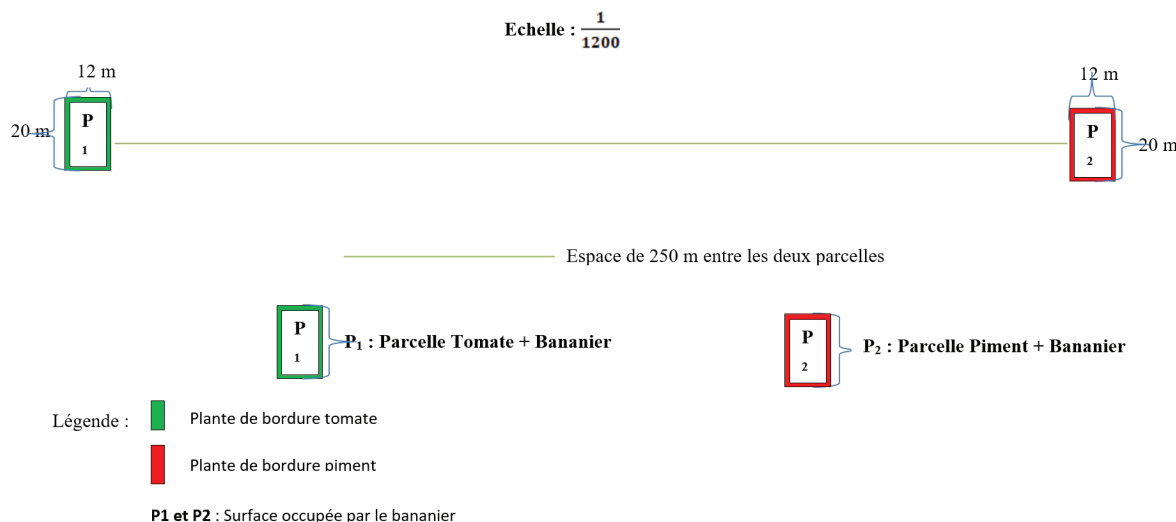 Echelle : 1/1200
12 m
12 m
20 m
P
1
P
2
20 m
Espace de 250 m entre les deux parcelles
P
1
P₁ : Parcelle Tomate + Bananier
P
2
P₂ : Parcelle Piment + Bananier
Légende :
Plante de bordure tomate
Plante de bordure piment
P1 et P2 : Surface occupée par le bananier